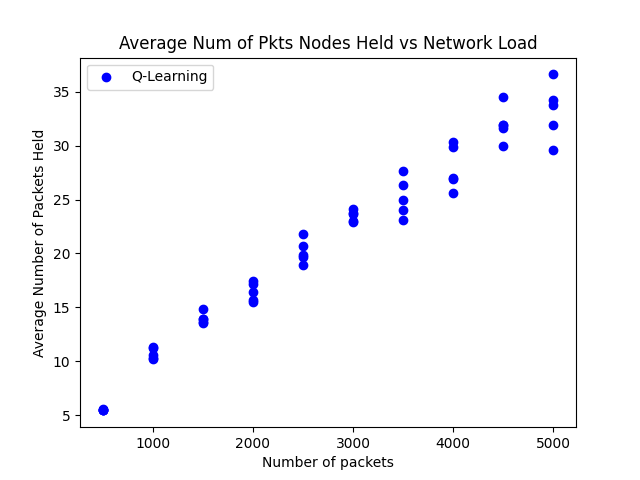 Average Num of Pkts Nodes Held vs Network Load
Q-Learning
Average Number of Packets Held
35
30
25
20
15
10
5
1000 2000 3000 4000 5000
Number of packets